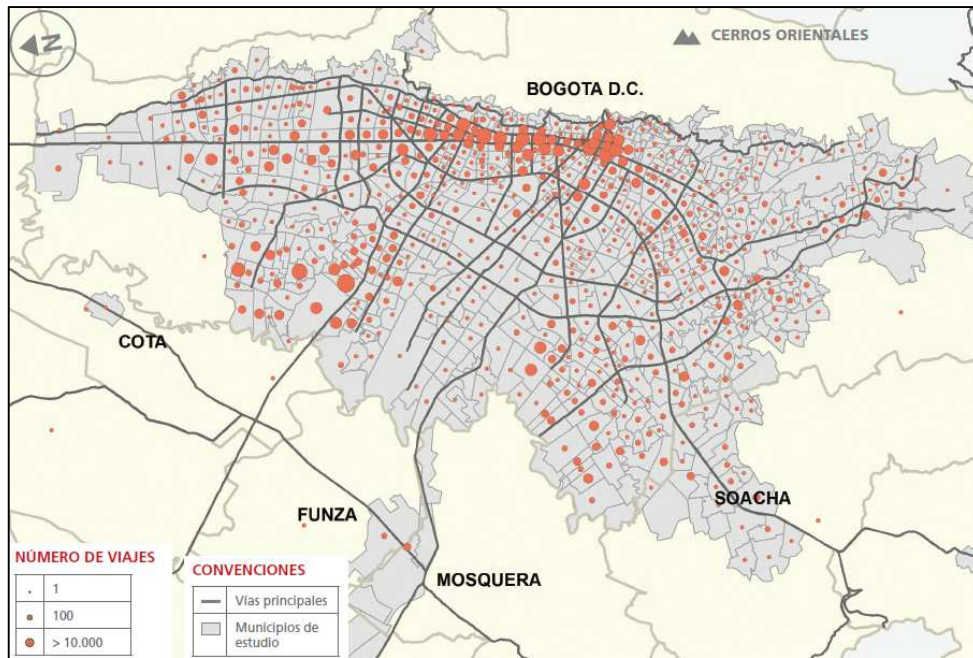 N
CERROS ORIENTALES
BOGOTA D.C.
COTA
FUNZA
SOACHA
MOSQUERA
NÚMERO DE VIAJES
1
100
> 10.000
CONVENCIONES
Vías principales
Municipios de
estudio